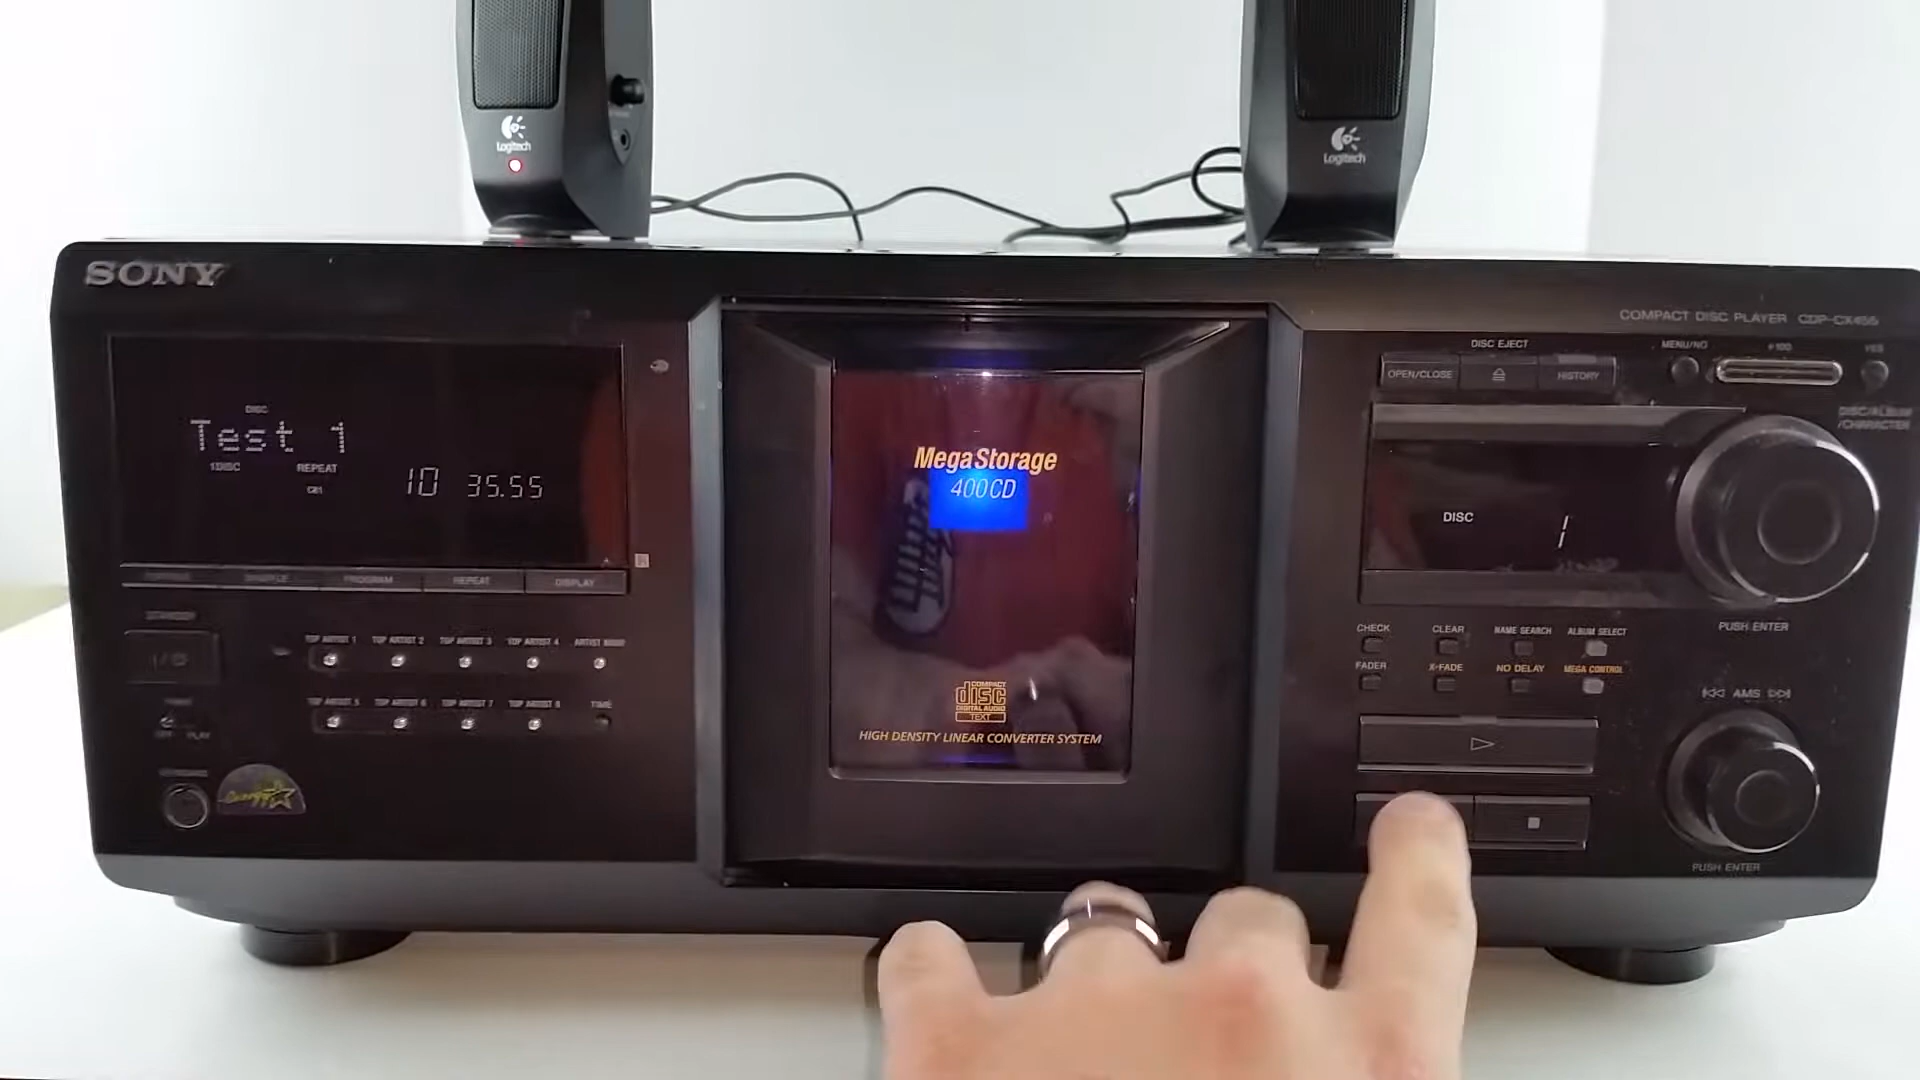 Logitech
Logitech
SONY
COMPACT DISC PLAYER CDP-CX455
DISC
Test 1
1DISC REPEAT
10 35.55
SHUFFLE PROGRAM REPEAT DISPLAY
TOP ARTIST 1 TOP ARTIST 2 TOP ARTIST 3 TOP ARTIST 4
TOP ARTIST 5 TOP ARTIST 6 TOP ARTIST 7 TOP ARTIST 8 TIME
PLAY
MegaStorage
400CD
COMPACT
disc
DIGITAL AUDIO
TEXT
HIGH DENSITY LINEAR CONVERTER SYSTEM
DISC EJECT MENU/NO +100 YES
OPEN/CLOSE HISTORY
DISC/ALBUM
/CHARACTER
DISC 1
PUSH ENTER
CHECK CLEAR NAME SEARCH ALBUM SELECT
FADER X-FADE NO DELAY MEGA CONTROL
AMS
PUSH ENTER